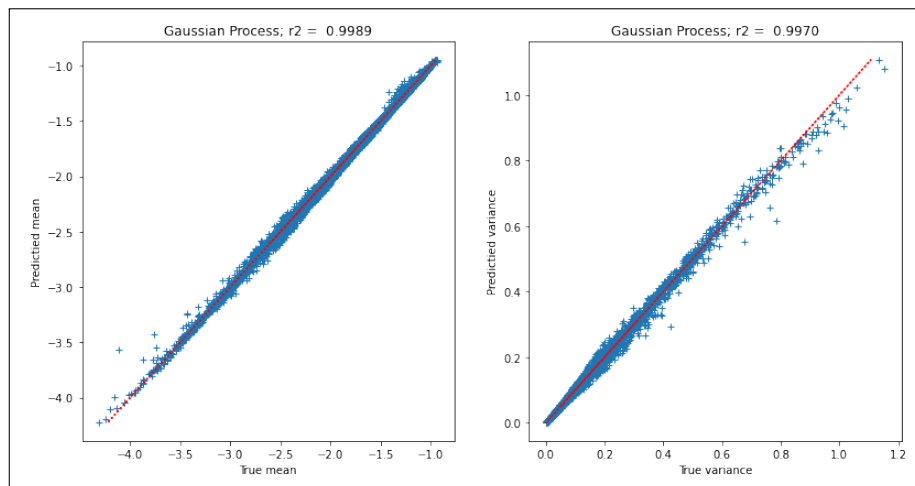 Gaussian Process; r2 =  0.9989
Predictied mean
−1.0
−1.5
−2.0
−2.5
−3.0
−3.5
−4.0
−4.0 −3.5 −3.0 −2.5 −2.0 −1.5 −1.0
True mean
Gaussian Process; r2 =  0.9970
Predictied variance
1.0
0.8
0.6
0.4
0.2
0.0
0.0 0.2 0.4 0.6 0.8 1.0 1.2
True variance